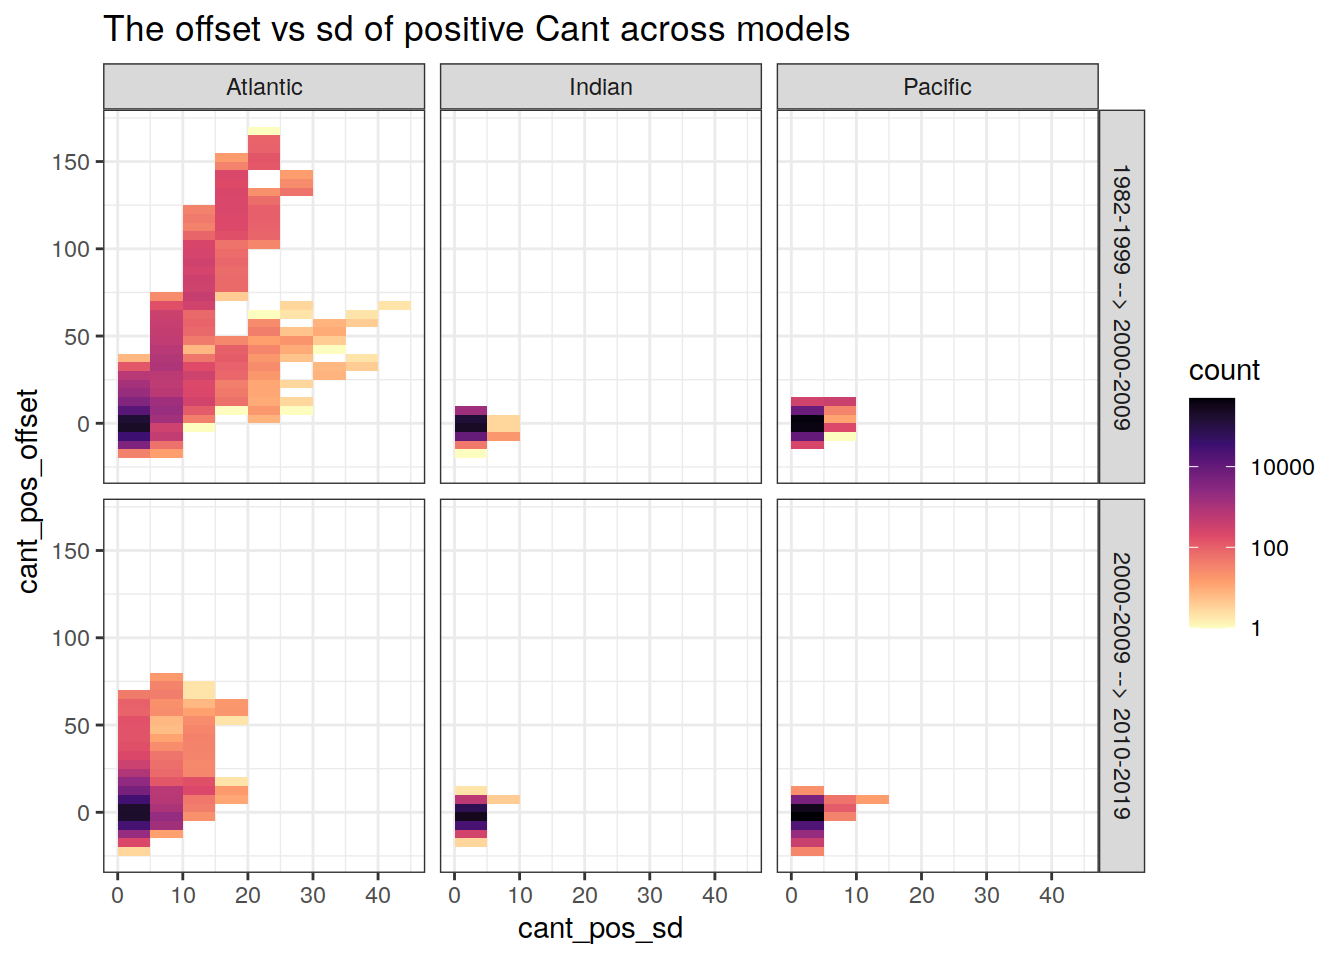 The offset vs sd of positive Cant across models
Atlantic
Indian
Pacific
150
100
50
0
1982-1999 --> 2000-2009
150
100
50
0
2000-2009 --> 2010-2019
cant_pos_offset
0 10 20 30 40
0 10 20 30 40
0 10 20 30 40
cant_pos_sd
count
10000
100
1